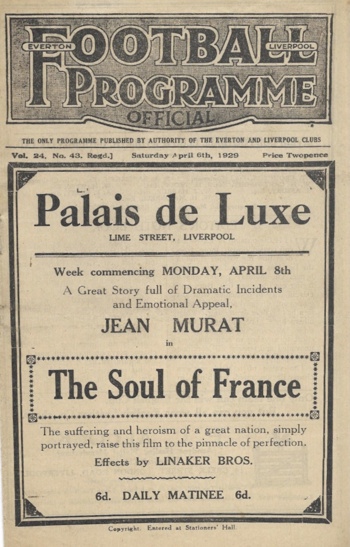 FOOTBALL
EVERTON LIVERPOOL
PROGRAMME
OFFICIAL
THE ONLY PROGRAMME PUBLISHED BY AUTHORITY OF THE EVERTON AND LIVERPOOL CLUBS
Vol. 24, No. 43. Regd.] Saturday April 6th, 1929 Price Twopence
Palais de Luxe
LIME STREET, LIVERPOOL
Week commencing MONDAY, APRIL 8th
A Great Story full of Dramatic Incidents
and Emotional Appeal,
JEAN MURAT
in
The Soul of France
The suffering and heroism of a great nation, simply
portrayed, raise this film to the pinnacle of perfection.
Effects by LINAKER BROS.
6d. DAILY MATINEE 6d.
Copyright. Entered at Stationers' Hall